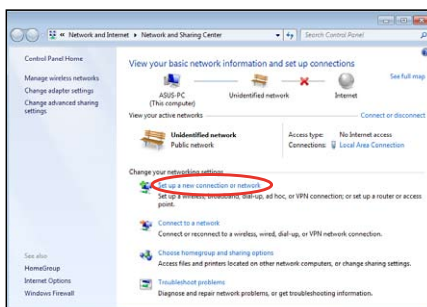 « Network and Internet ▸ Network and Sharing Center
Search Control Panel
Control Panel Home
Manage wireless networks
Change adapter settings
Change advanced sharing
settings
View your basic network information and set up connections
See full map
ASUS-PC
(This computer)
Unidentified network
Internet
View your active networks
Connect or disconnect
Unidentified network
Public network
Access type: No Internet access
Connections: Local Area Connection
Change your networking settings
Set up a new connection or network
Set up a wireless, broadband, dial-up, ad hoc, or VPN connection; or set up a router or access
point.
Connect to a network
Connect or reconnect to a wireless, wired, dial-up, or VPN network connection.
Choose homegroup and sharing options
Access files and printers located on other network computers, or change sharing settings.
Troubleshoot problems
Diagnose and repair network problems, or get troubleshooting information.
See also
HomeGroup
Internet Options
Windows Firewall